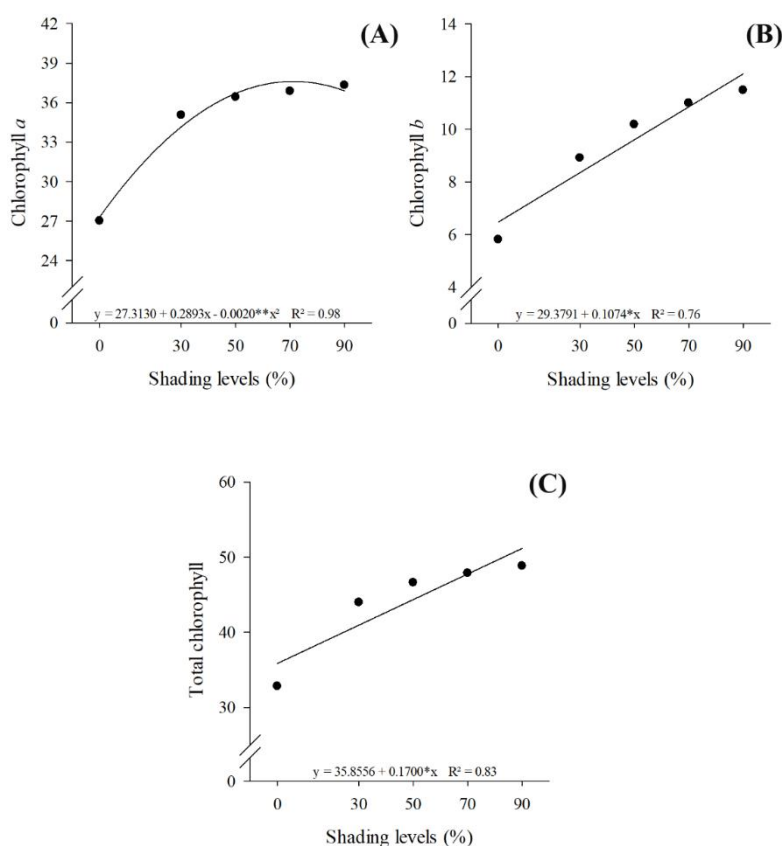 (A)
42
39
36
33
30
27
24
0
Chlorophyll a
y = 27.3130 + 0.2893x - 0.0020**x² R² = 0.98
0 30 50 70 90
Shading levels (%)
(B)
14
12
10
8
6
4
0
Chlorophyll b
y = 29.3791 + 0.1074*x R² = 0.76
0 30 50 70 90
Shading levels (%)
(C)
60
50
40
30
0
Total chlorophyll
y = 35.8556 + 0.1700*x R² = 0.83
0 30 50 70 90
Shading levels (%)